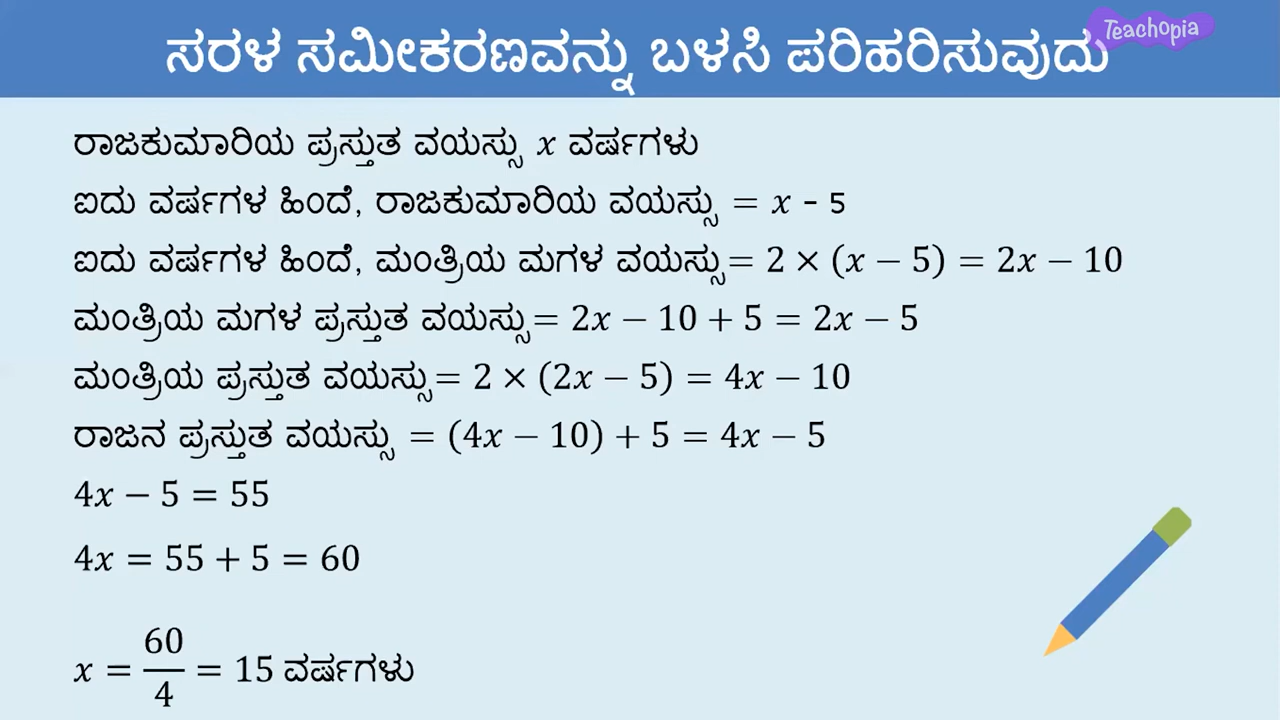 ಸರಳ ಸಮೀಕರಣವನ್ನು ಬಳಸಿ ಪರಿಹರಿಸುವುದು
Teachopia
ರಾಜಕುಮಾರಿಯ ಪ್ರಸ್ತುತ ವಯಸ್ಸು x ವರ್ಷಗಳು
ಐದು ವರ್ಷಗಳ ಹಿಂದೆ, ರಾಜಕುಮಾರಿಯ ವಯಸ್ಸು = x - 5
ಐದು ವರ್ಷಗಳ ಹಿಂದೆ, ಮಂತ್ರಿಯ ಮಗಳ ವಯಸ್ಸು= 2 × (x − 5) = 2x − 10
ಮಂತ್ರಿಯ ಮಗಳ ಪ್ರಸ್ತುತ ವಯಸ್ಸು= 2x − 10 + 5 = 2x − 5
ಮಂತ್ರಿಯ ಪ್ರಸ್ತುತ ವಯಸ್ಸು= 2 × (2x − 5) = 4x − 10
ರಾಜನ ಪ್ರಸ್ತುತ ವಯಸ್ಸು = (4x − 10) + 5 = 4x − 5
4x − 5 = 55
4x = 55 + 5 = 60
x = 60/4 = 15 ವರ್ಷಗಳು